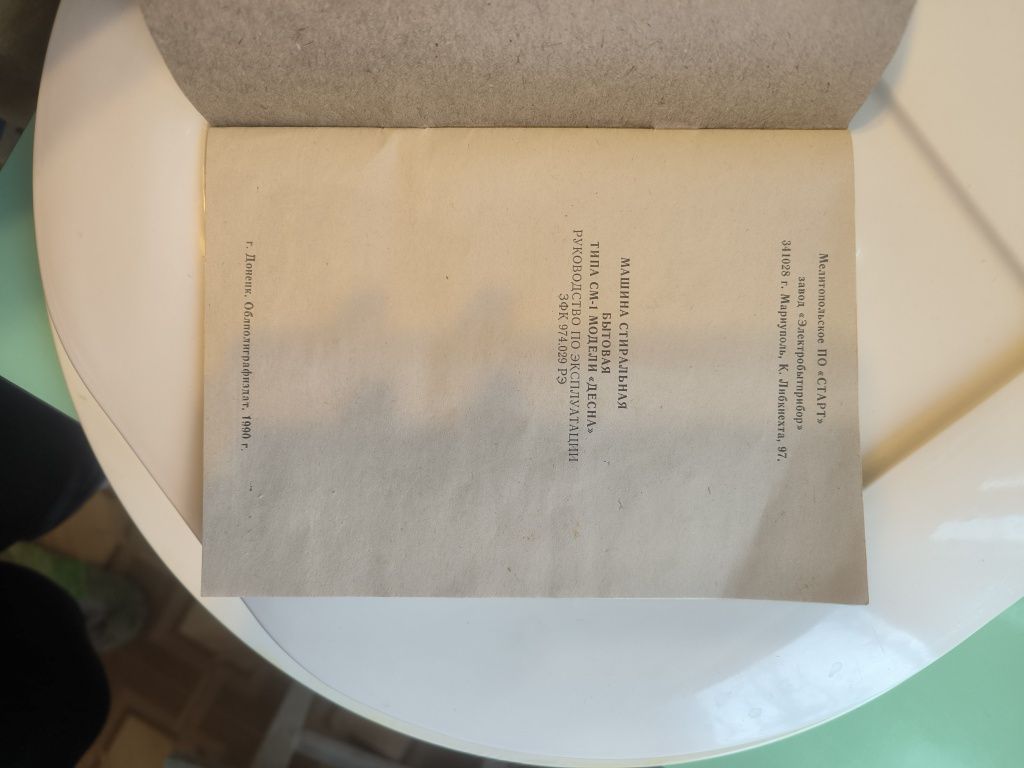 Мелитопольское ПО «СТАРТ»
завод «Электробытприбор»
341028 г. Мариуполь, К. Либкнехта, 97.
МАШИНА СТИРАЛЬНАЯ
БЫТОВАЯ
ТИПА СМ-1 МОДЕЛИ «ДЕСНА»
РУКОВОДСТВО ПО ЭКСПЛУАТАЦИИ
3ФК 974.029 РЭ
г. Донецк. Облполиграфиздат, 1990 г.